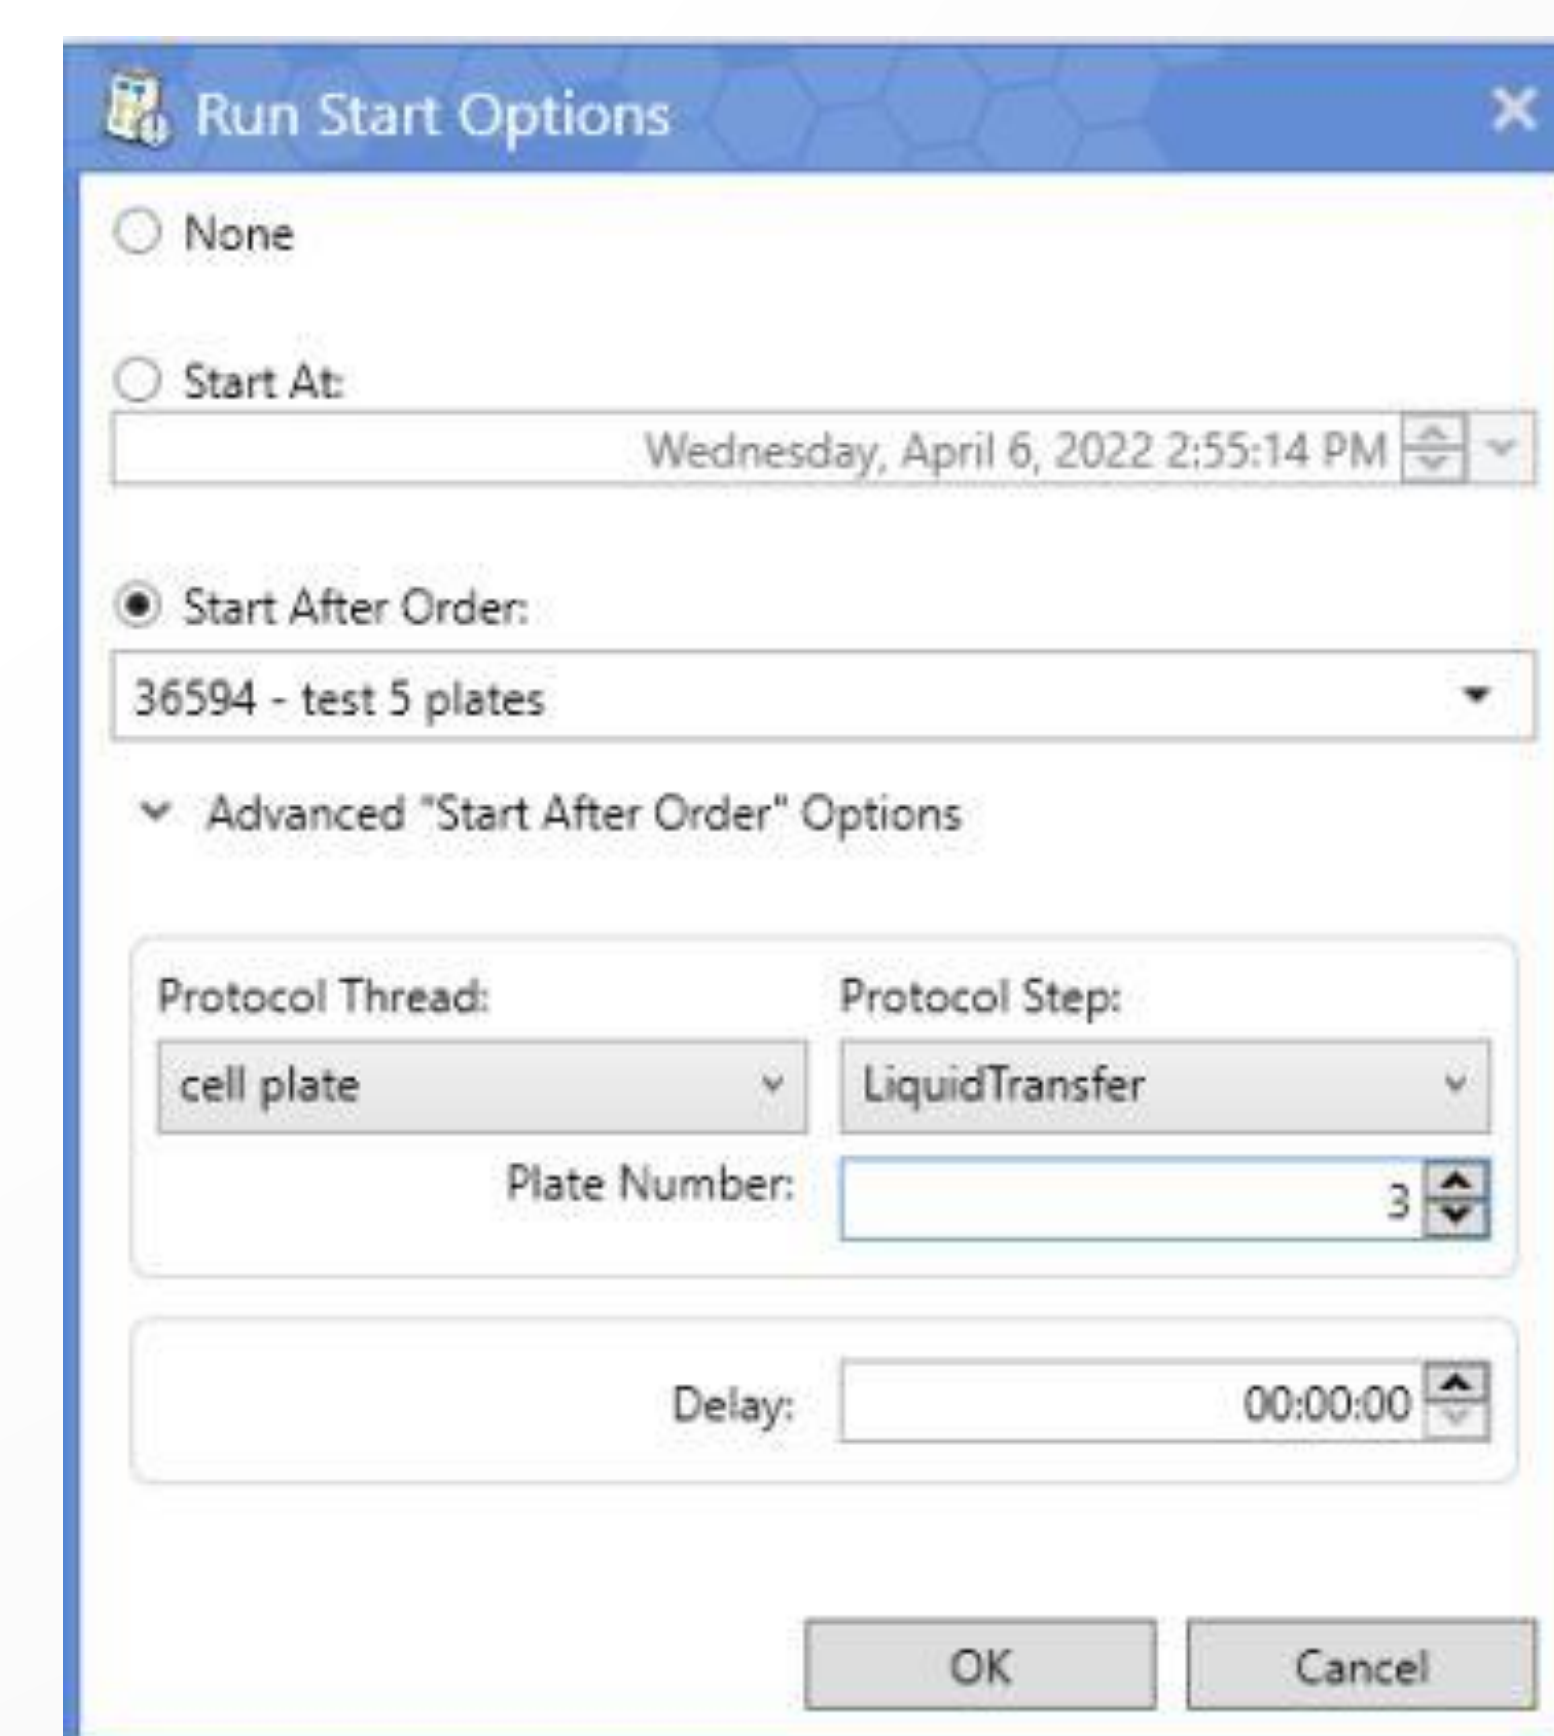 Run Start Options
None
Start At:
Wednesday, April 6, 2022 2:55:14 PM
Start After Order:
36594 - test 5 plates
Advanced "Start After Order" Options
Protocol Thread: Protocol Step:
cell plate LiquidTransfer
Plate Number: 3
Delay: 00:00:00
OK Cancel